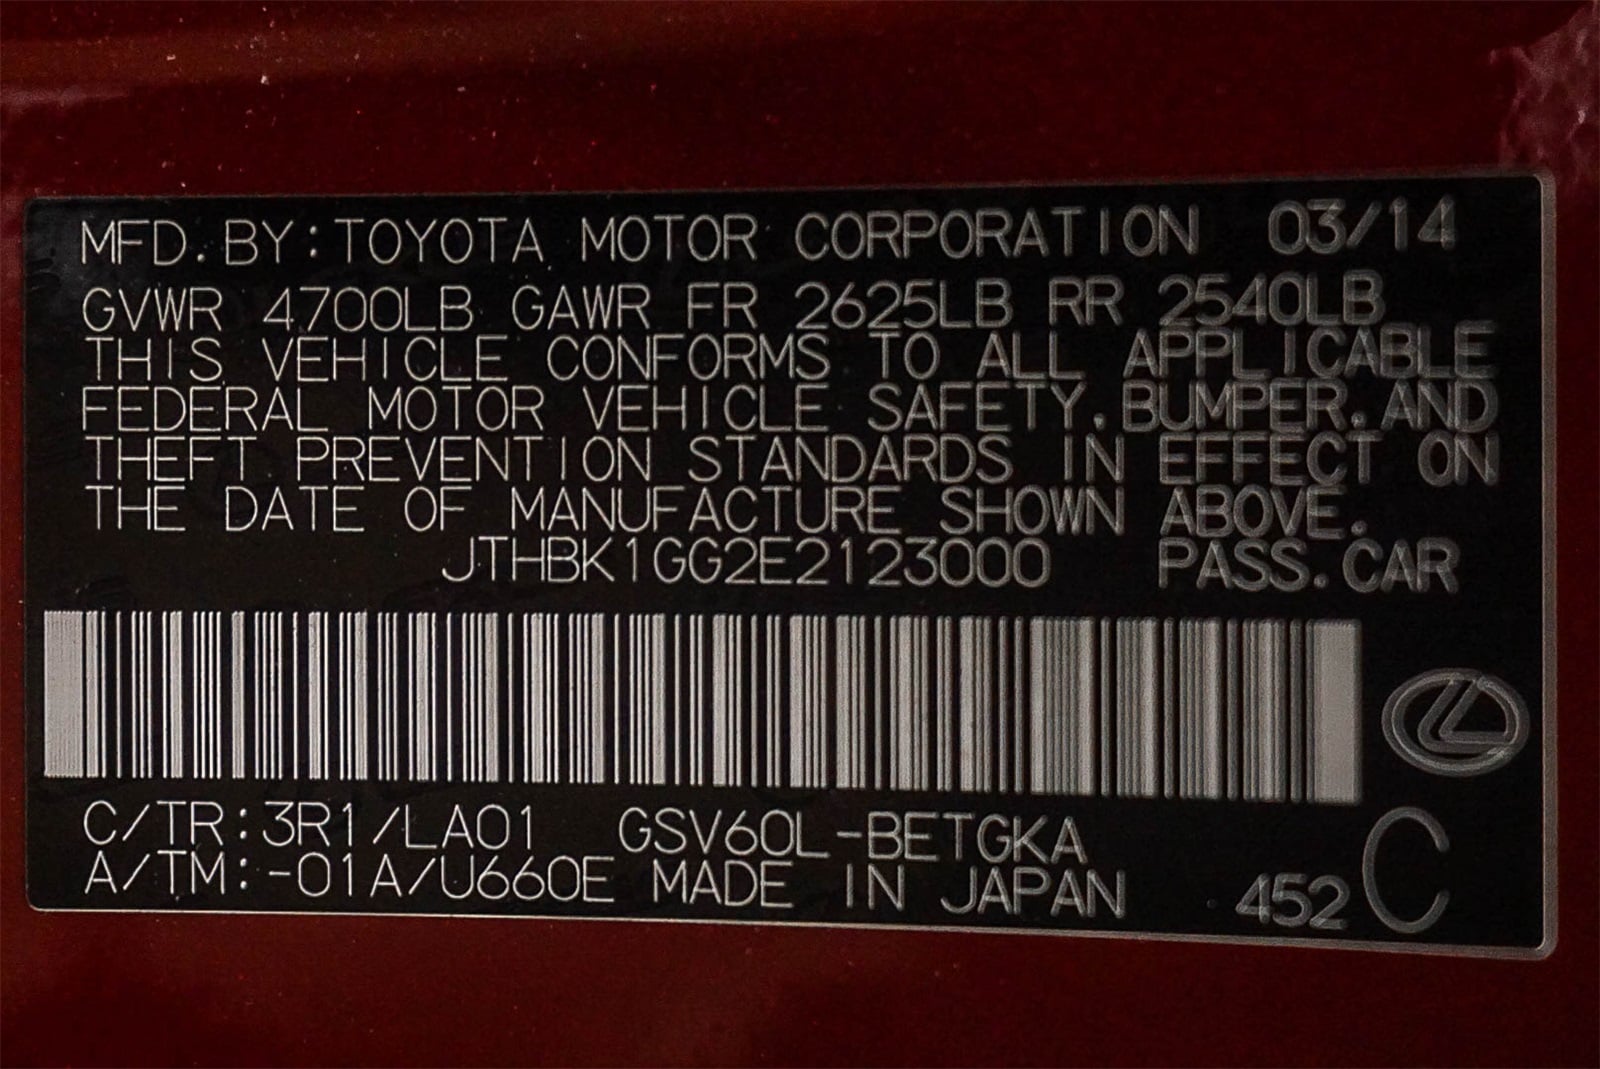 MFD. BY: TOYOTA MOTOR CORPORATION 03/14
GVWR 4700LB GAWR FR 2625LB RR 2540LB
THIS VEHICLE CONFORMS TO ALL APPLICABLE
FEDERAL MOTOR VEHICLE SAFETY, BUMPER, AND
THEFT PREVENTION STANDARDS IN EFFECT ON
THE DATE OF MANUFACTURE SHOWN ABOVE.
JTHBK1GG2E2123000 PASS. CAR
C/TR: 3R1/LA01 GSV60L-BETGKA
A/TM: -01A/U660E MADE IN JAPAN 452 C